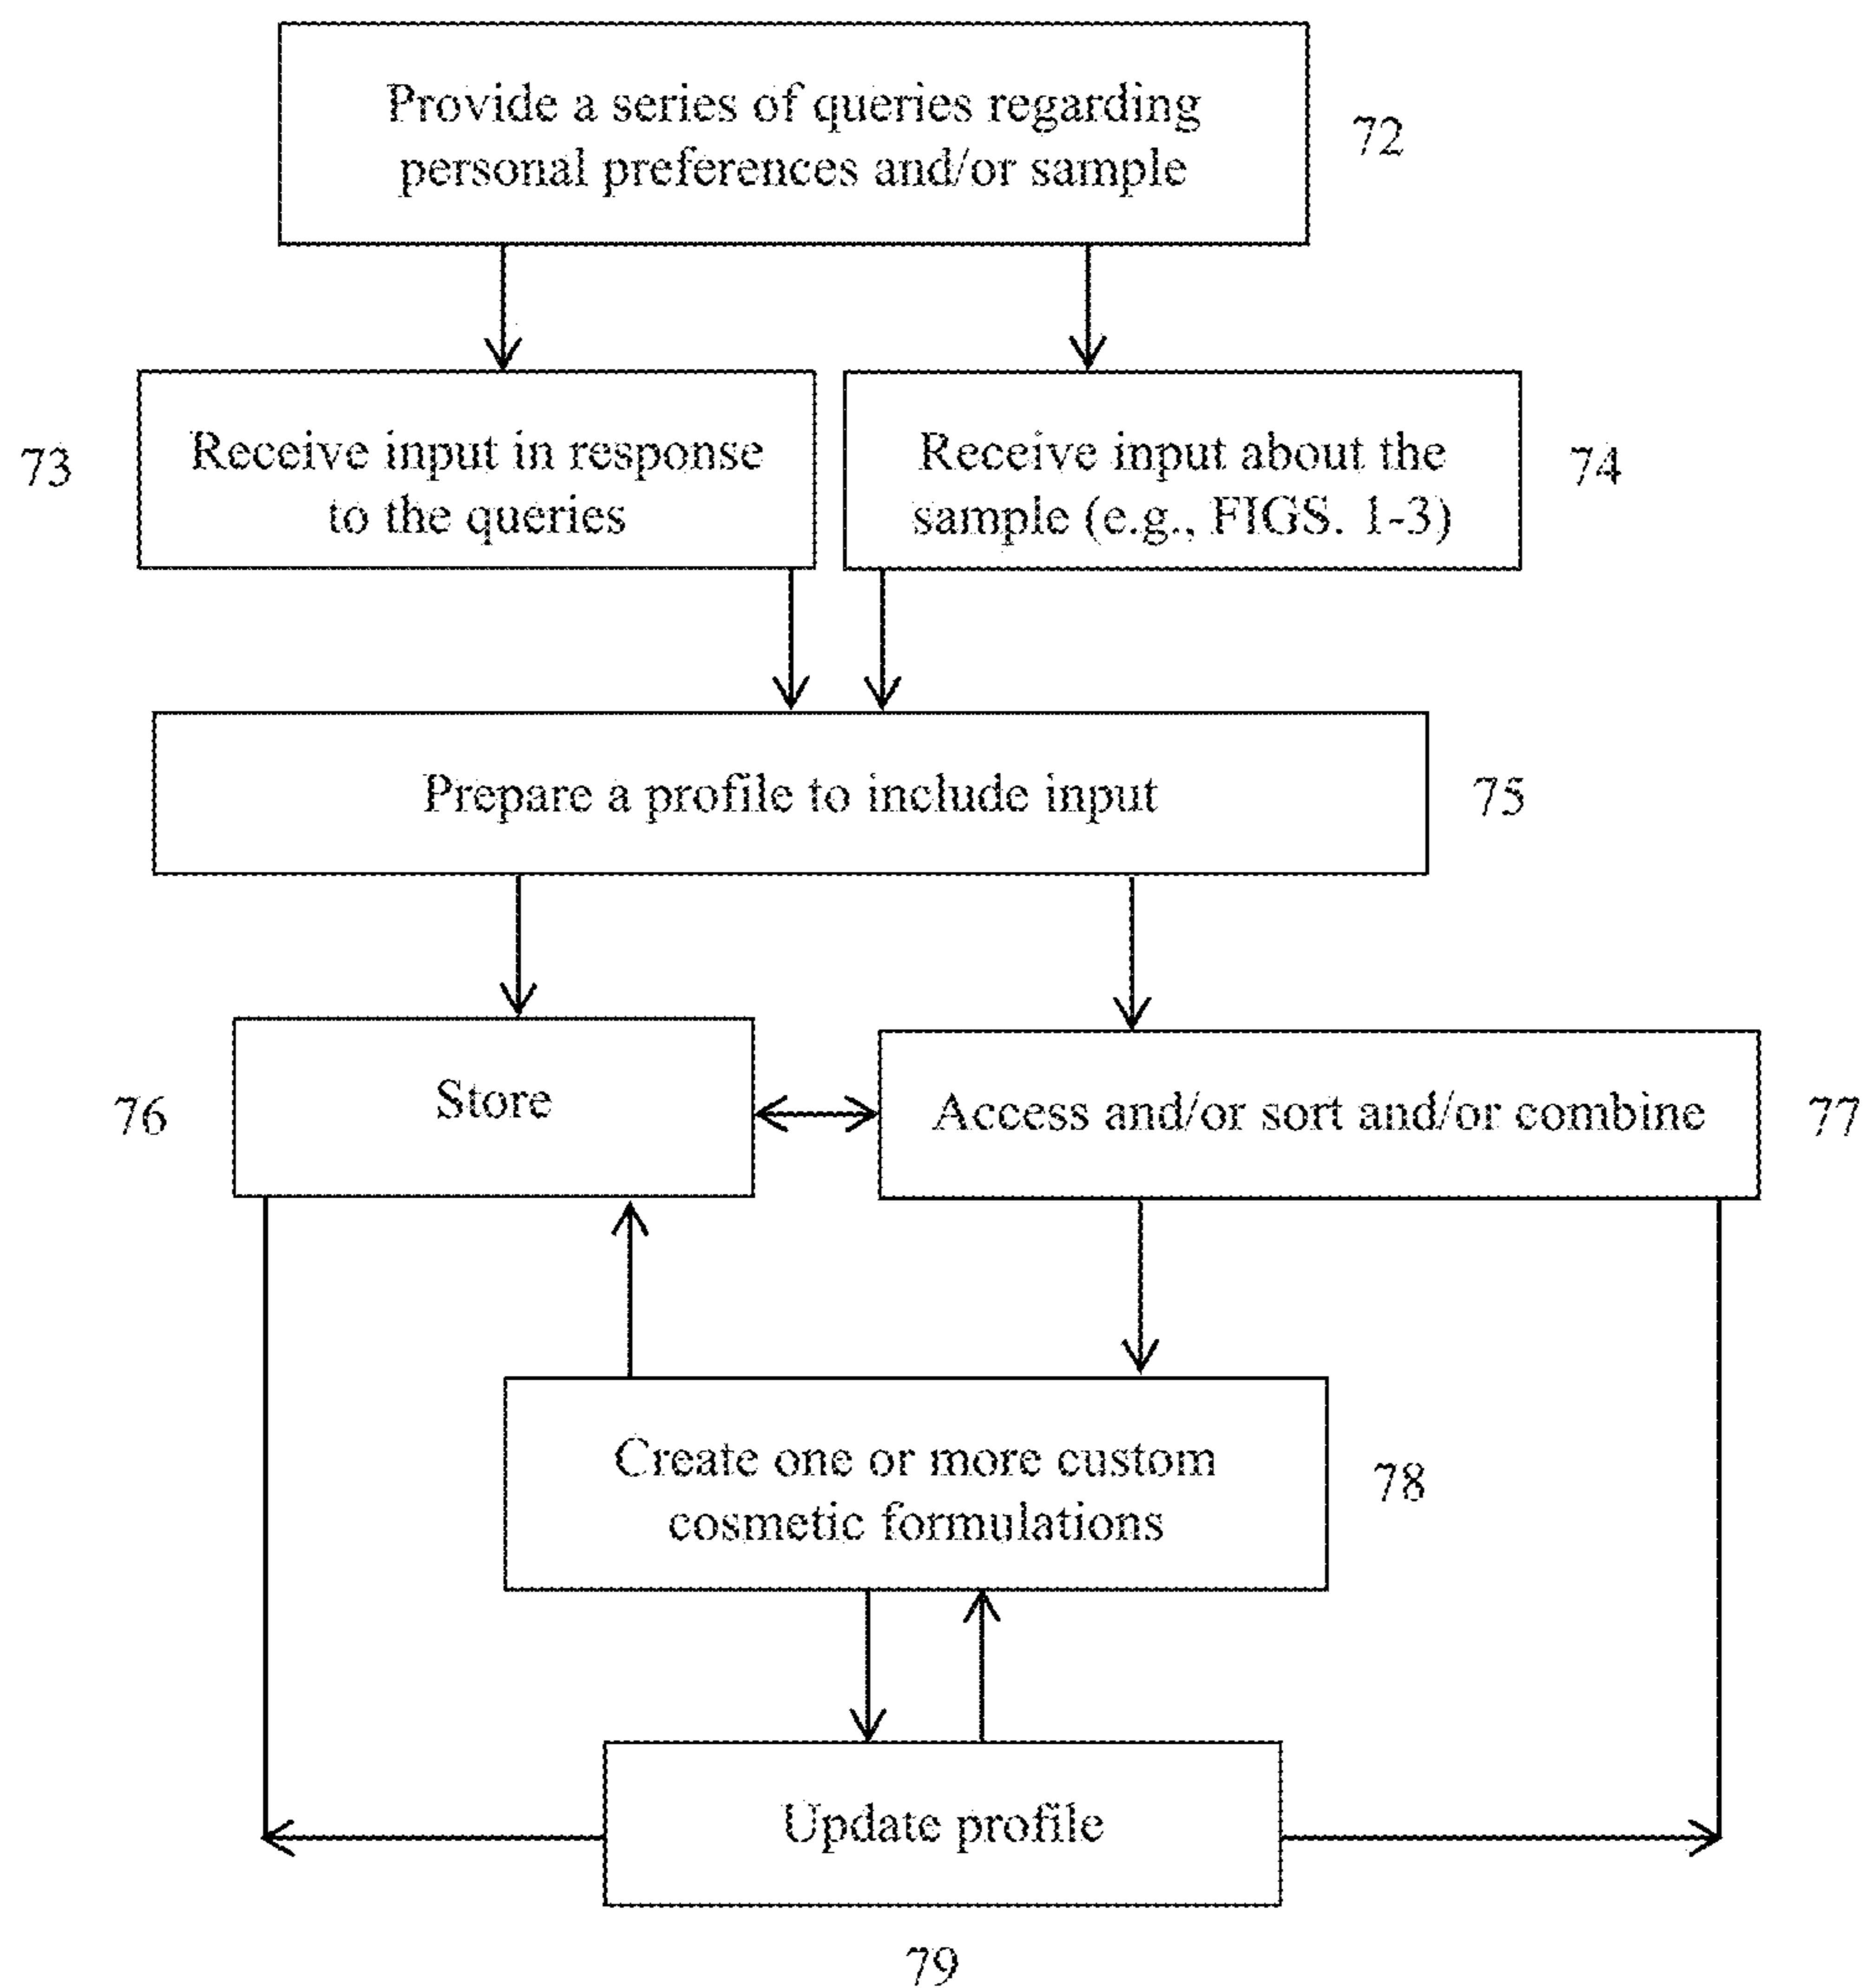 Provide a series of queries regarding
personal preferences and/or sample
72
73
Receive input in response
to the queries
Receive input about the
sample (e.g., FIGS. 1-3)
74
Prepare a profile to include input
75
76
Store
Access and/or sort and/or combine
77
Create one or more custom
cosmetic formulations
78
Update profile
79